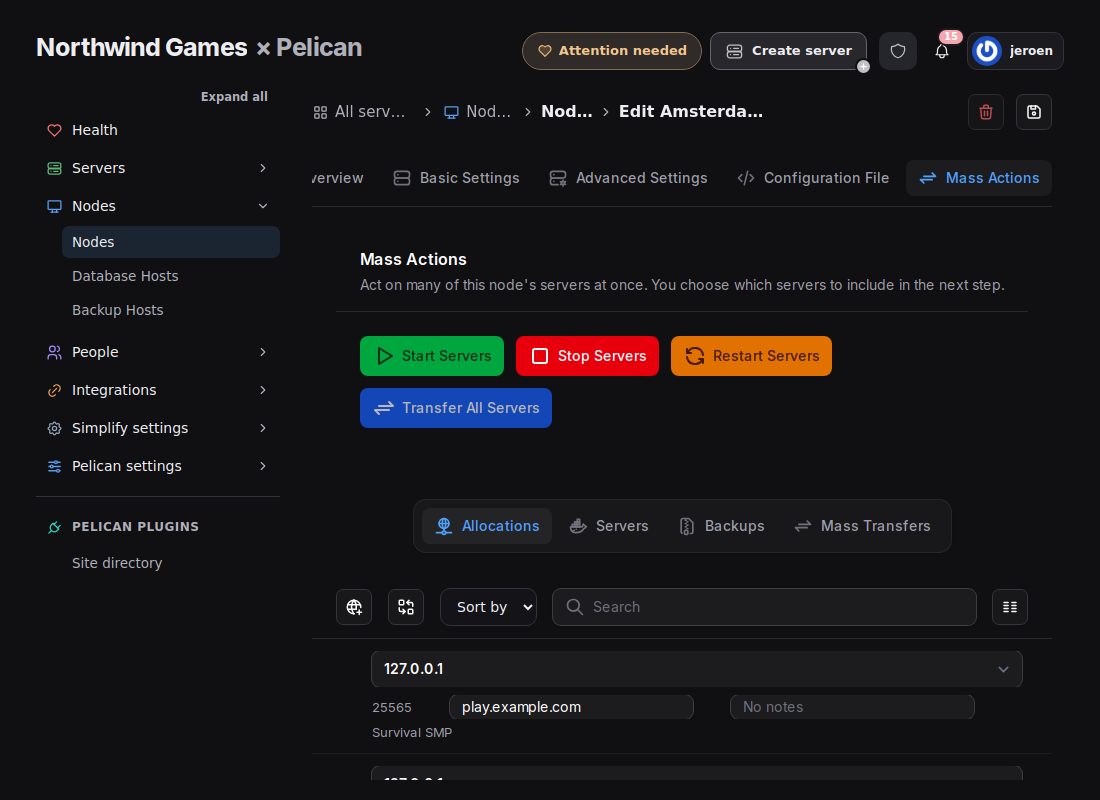 Northwind Games × Pelican
Attention needed
Create server
15
jeroen
Expand all
Health
Servers
Nodes
Nodes
Database Hosts
Backup Hosts
People
Integrations
Simplify settings
Pelican settings
PELICAN PLUGINS
Site directory
All serv... > Nod... > Nod... > Edit Amsterda...
verview
Basic Settings
Advanced Settings
Configuration File
Mass Actions
Mass Actions
Act on many of this node's servers at once. You choose which servers to include in the next step.
Start Servers
Stop Servers
Restart Servers
Transfer All Servers
Allocations
Servers
Backups
Mass Transfers
Sort by
Search
127.0.0.1
25565
play.example.com
No notes
Survival SMP
127.0.0.1